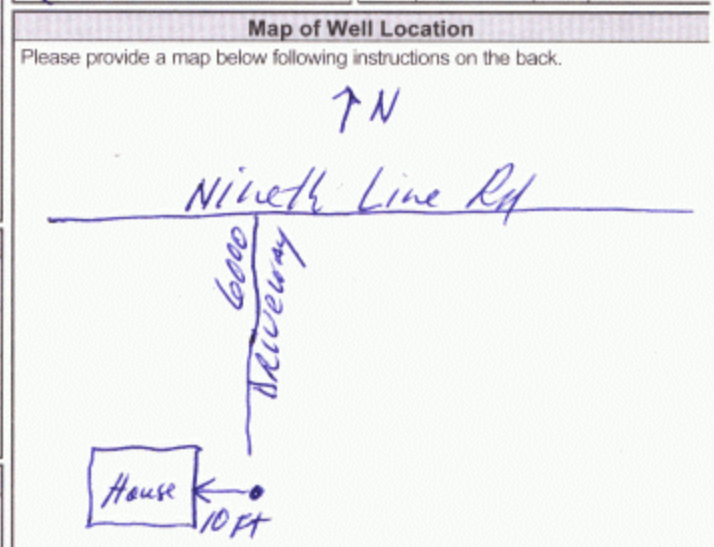 Map of Well Location
Please provide a map below following instructions on the back.
↑ N
Nineth Line Rd
6000
DRIVEWAY
House
10 FT